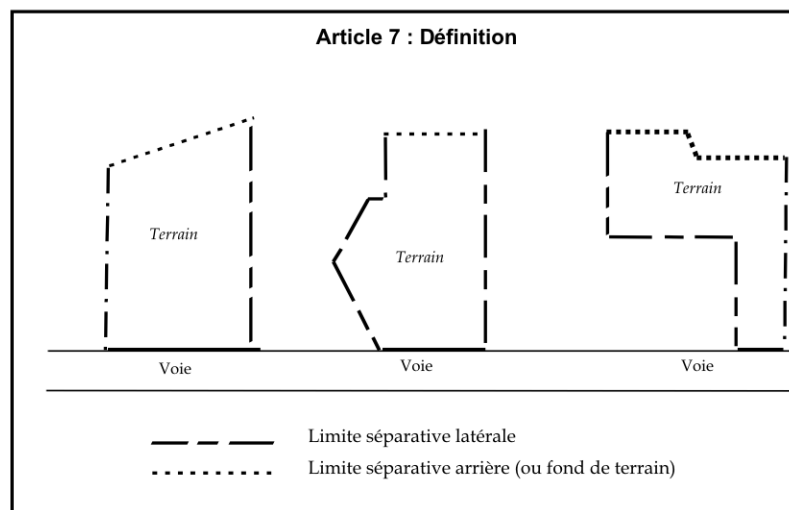 Article 7 : Définition
Terrain
Terrain
Terrain
Voie
Voie
Voie
Limite séparative latérale
Limite séparative arrière (ou fond de terrain)